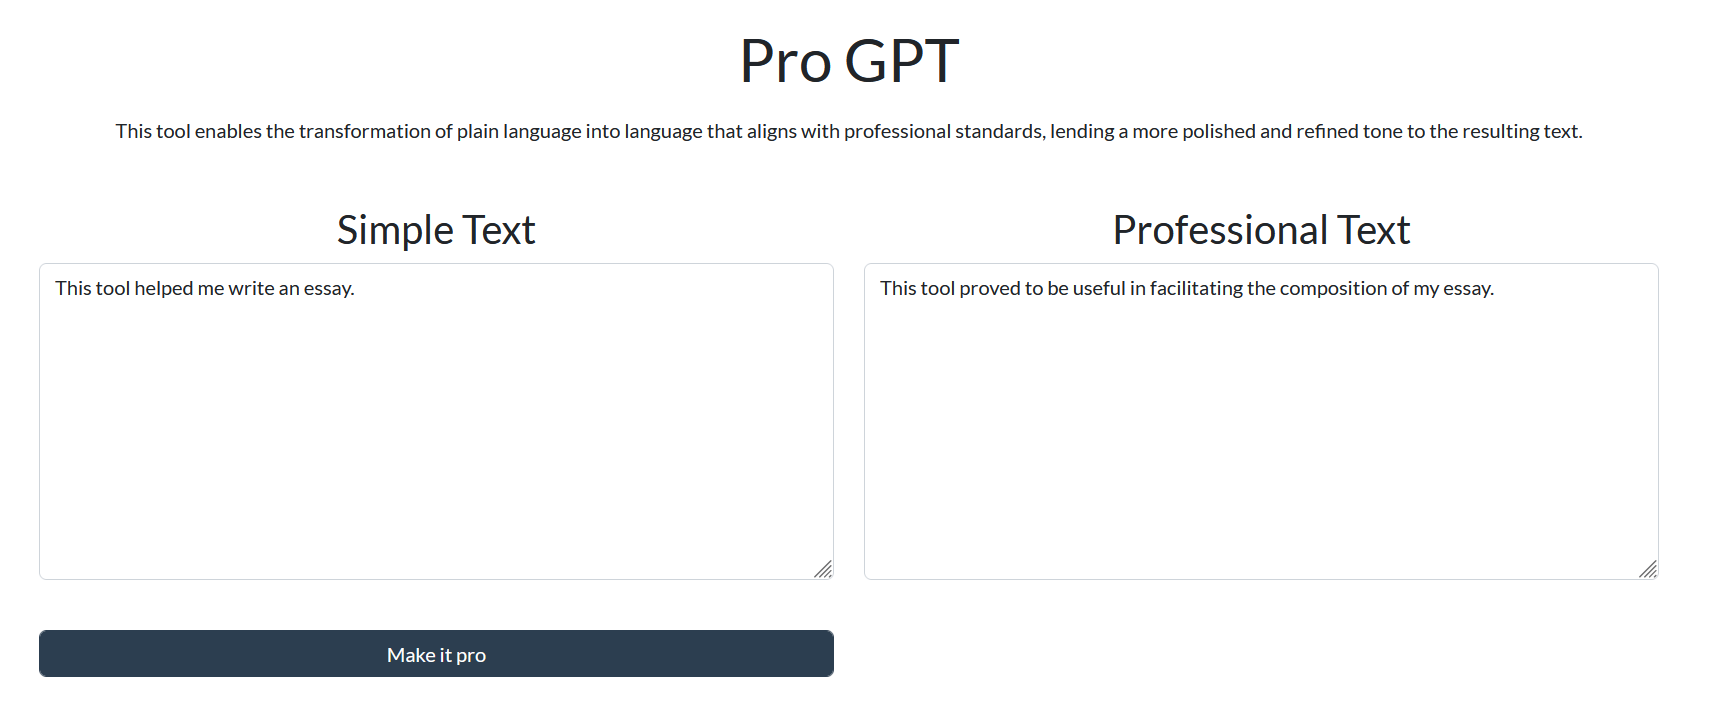 Pro GPT
This tool enables the transformation of plain language into language that aligns with professional standards, lending a more polished and refined tone to the resulting text.
Simple Text
This tool helped me write an essay.
Professional Text
This tool proved to be useful in facilitating the composition of my essay.
Make it pro